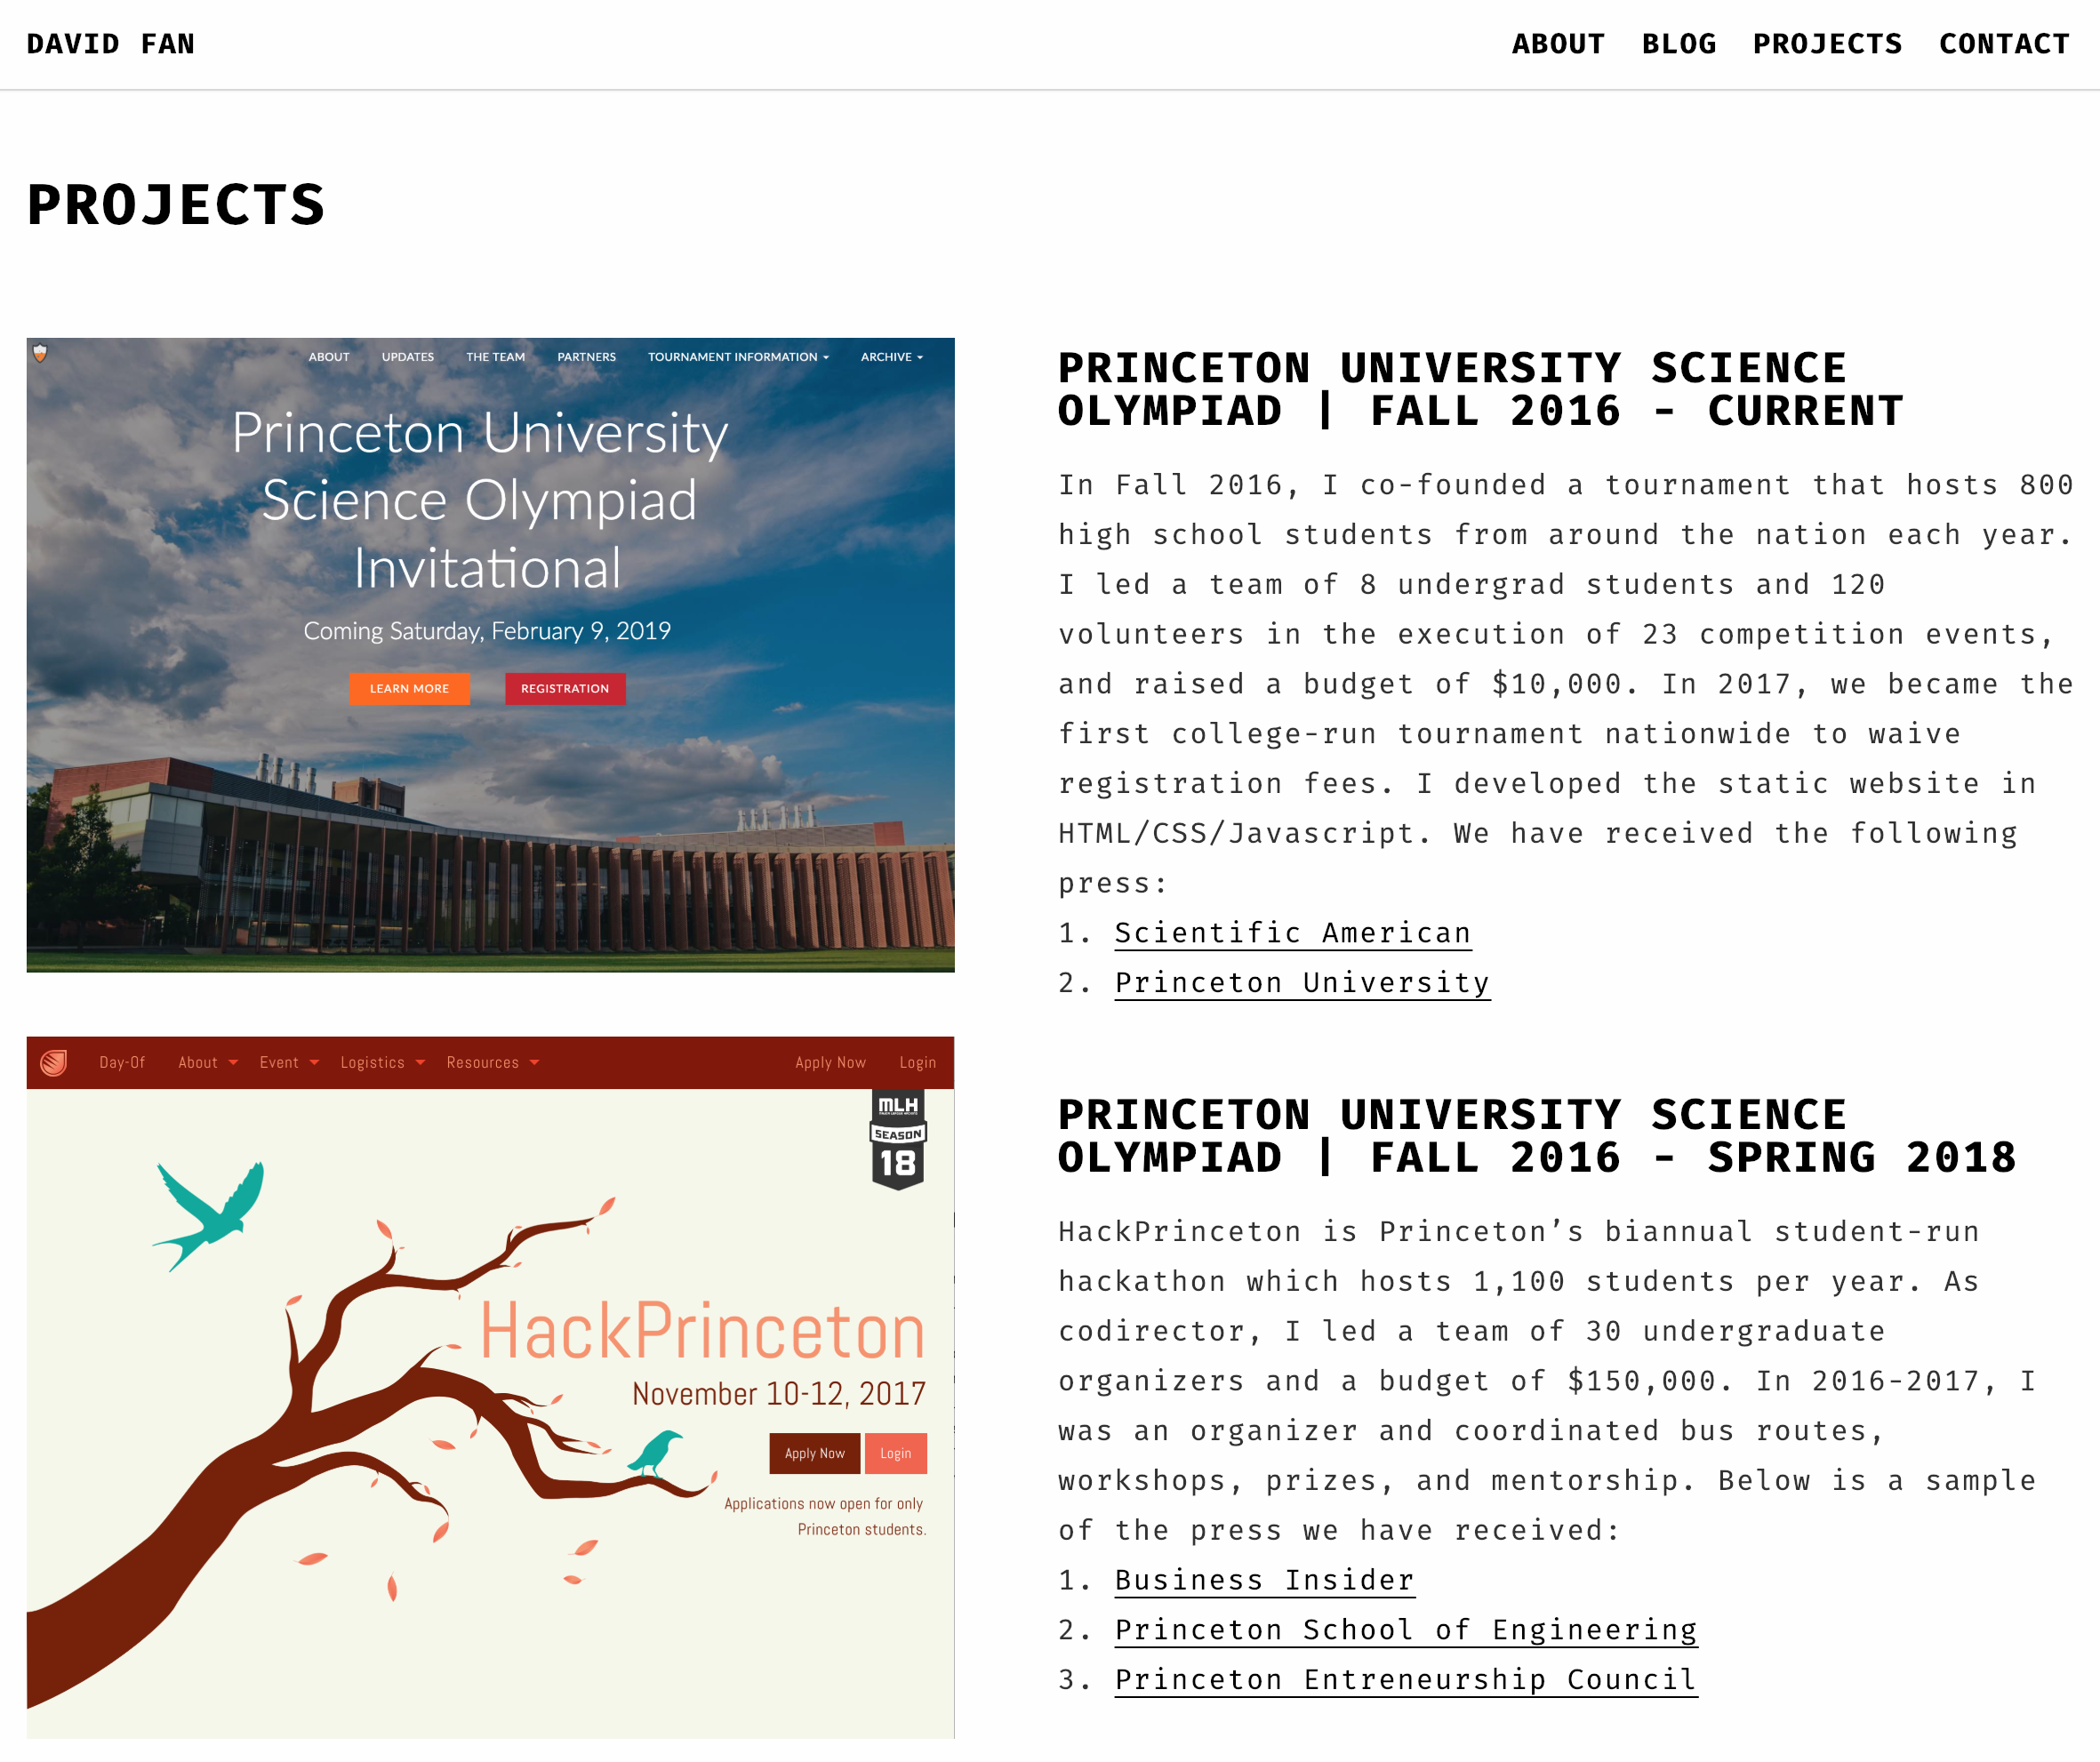 DAVID FAN
ABOUT BLOG PROJECTS CONTACT
PROJECTS
ABOUT UPDATES THE TEAM PARTNERS TOURNAMENT INFORMATION ARCHIVE
Princeton University
Science Olympiad
Invitational
Coming Saturday, February 9, 2019
LEARN MORE REGISTRATION
PRINCETON UNIVERSITY SCIENCE
OLYMPIAD | FALL 2016 - CURRENT
In Fall 2016, I co-founded a tournament that hosts 800
high school students from around the nation each year.
I led a team of 8 undergrad students and 120
volunteers in the execution of 23 competition events,
and raised a budget of $10,000. In 2017, we became the
first college-run tournament nationwide to waive
registration fees. I developed the static website in
HTML/CSS/Javascript. We have received the following
press:
1. Scientific American
2. Princeton University
Day-Of About Event Logistics Resources Apply Now Login
MLH
SEASON
18
HackPrinceton
November 10-12, 2017
Apply Now Login
Applications now open for only
Princeton students.
PRINCETON UNIVERSITY SCIENCE
OLYMPIAD | FALL 2016 - SPRING 2018
HackPrinceton is Princeton’s biannual student-run
hackathon which hosts 1,100 students per year. As
codirector, I led a team of 30 undergraduate
organizers and a budget of $150,000. In 2016-2017, I
was an organizer and coordinated bus routes,
workshops, prizes, and mentorship. Below is a sample
of the press we have received:
1. Business Insider
2. Princeton School of Engineering
3. Princeton Entreneurship Council